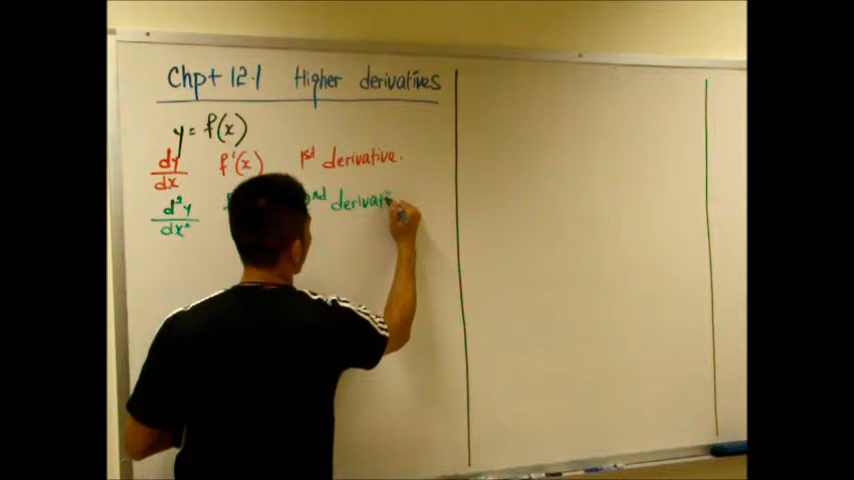 Chpt 12.1 Higher derivatives
y = f(x)
dy/dx f'(x) 1st derivative.
d²y/dx² nd derivati